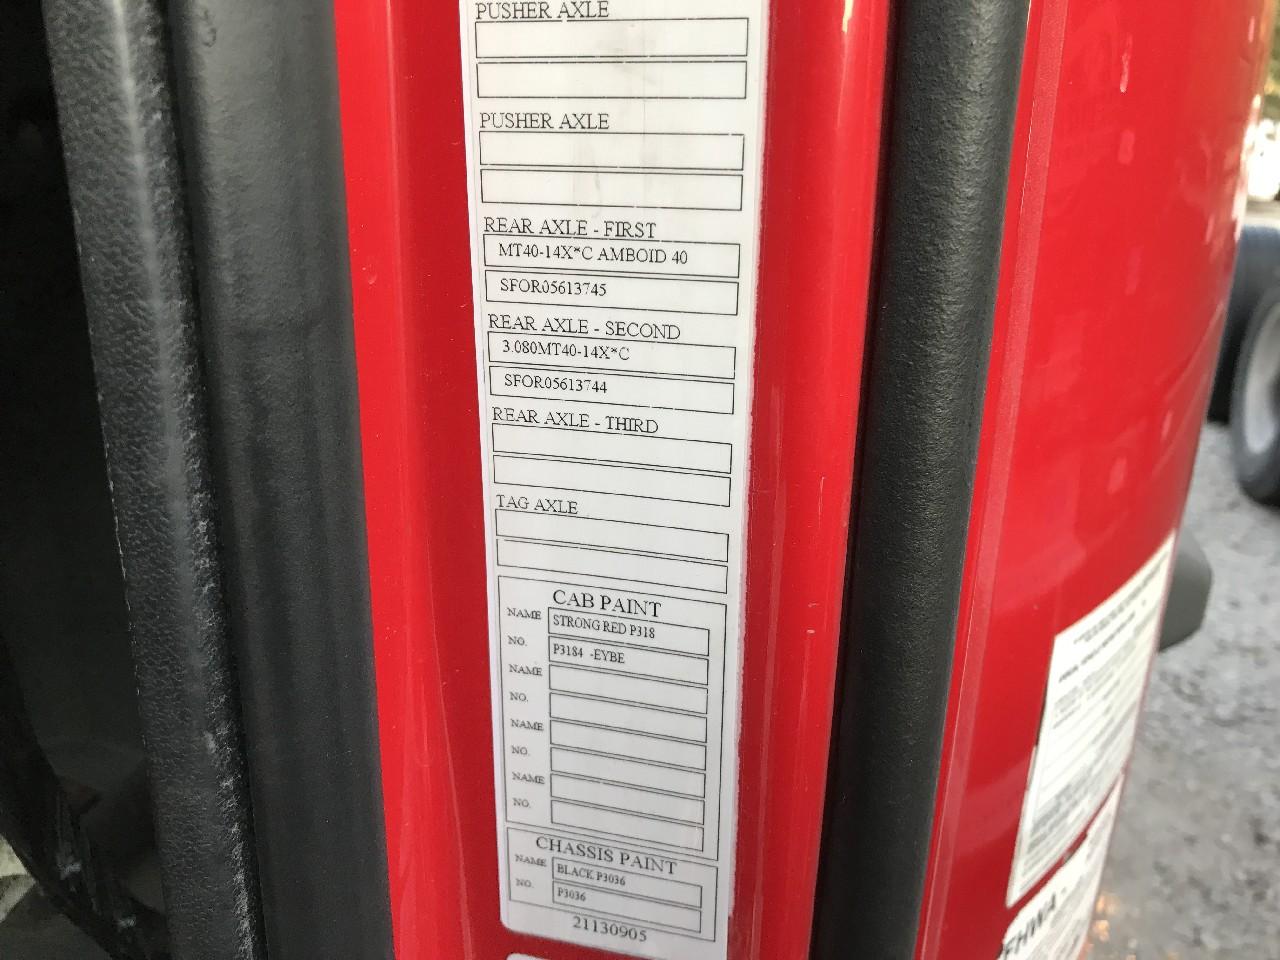 PUSHER AXLE
PUSHER AXLE
REAR AXLE - FIRST
MT40-14X*C AMBOID 40
SFOR05613745
REAR AXLE - SECOND
3.080MT40-14X*C
SFOR05613744
REAR AXLE - THIRD
TAG AXLE
CAB PAINT
NAME STRONG RED P318
NO. P3184 -EYBE
NAME
NO.
NAME
NO.
NAME
NO.
CHASSIS PAINT
NAME BLACK P3036
NO. P3036
21130905
FHWA